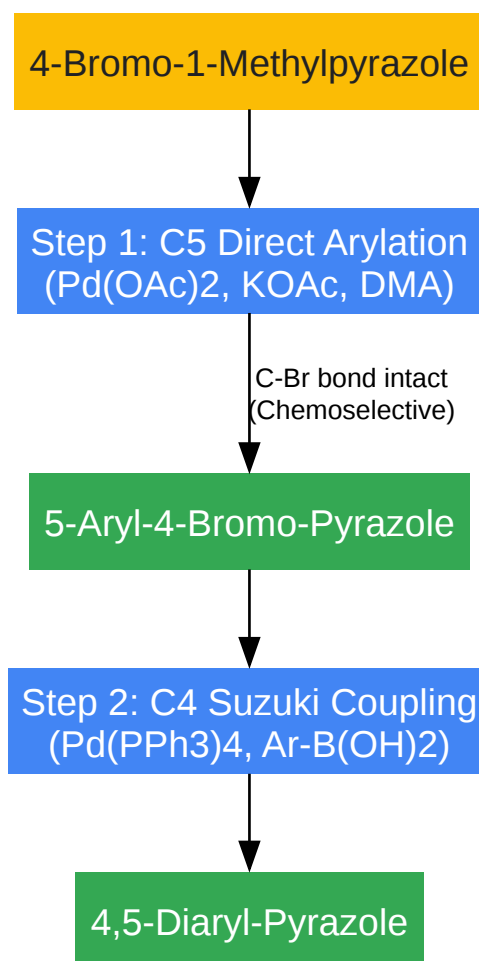 4-Bromo-1-Methylpyrazole
Step 1: C5 Direct Arylation
(Pd(OAc)2, KOAc, DMA)
C-Br bond intact
(Chemoselective)
5-Aryl-4-Bromo-Pyrazole
Step 2: C4 Suzuki Coupling
(Pd(PPh3)4, Ar-B(OH)2)
4,5-Diaryl-Pyrazole